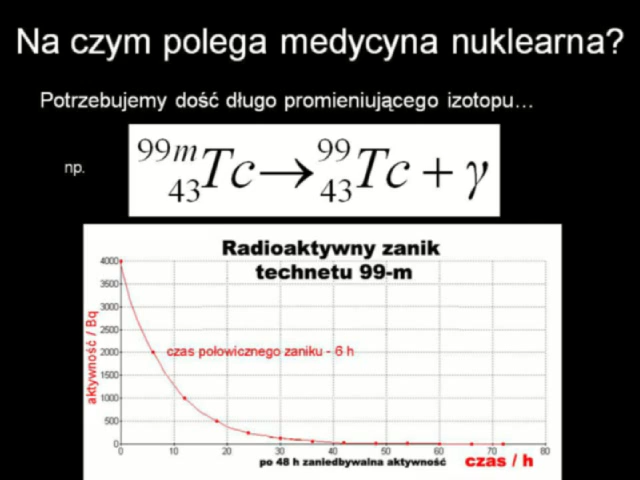 Na czym polega medycyna nuklearna?
Potrzebujemy dość długo promieniującego izotopu...
np.
99m 43 Tc → 99 43 Tc + γ
Radioaktywny zanik
technetu 99-m
aktywność / Bq
4000
3500
3000
2500
2000
1500
1000
500
0
czas połowicznego zaniku - 6 h
0 10 20 30 40 50 60 70 80
po 48 h zaniedbywalna aktywność
czas / h